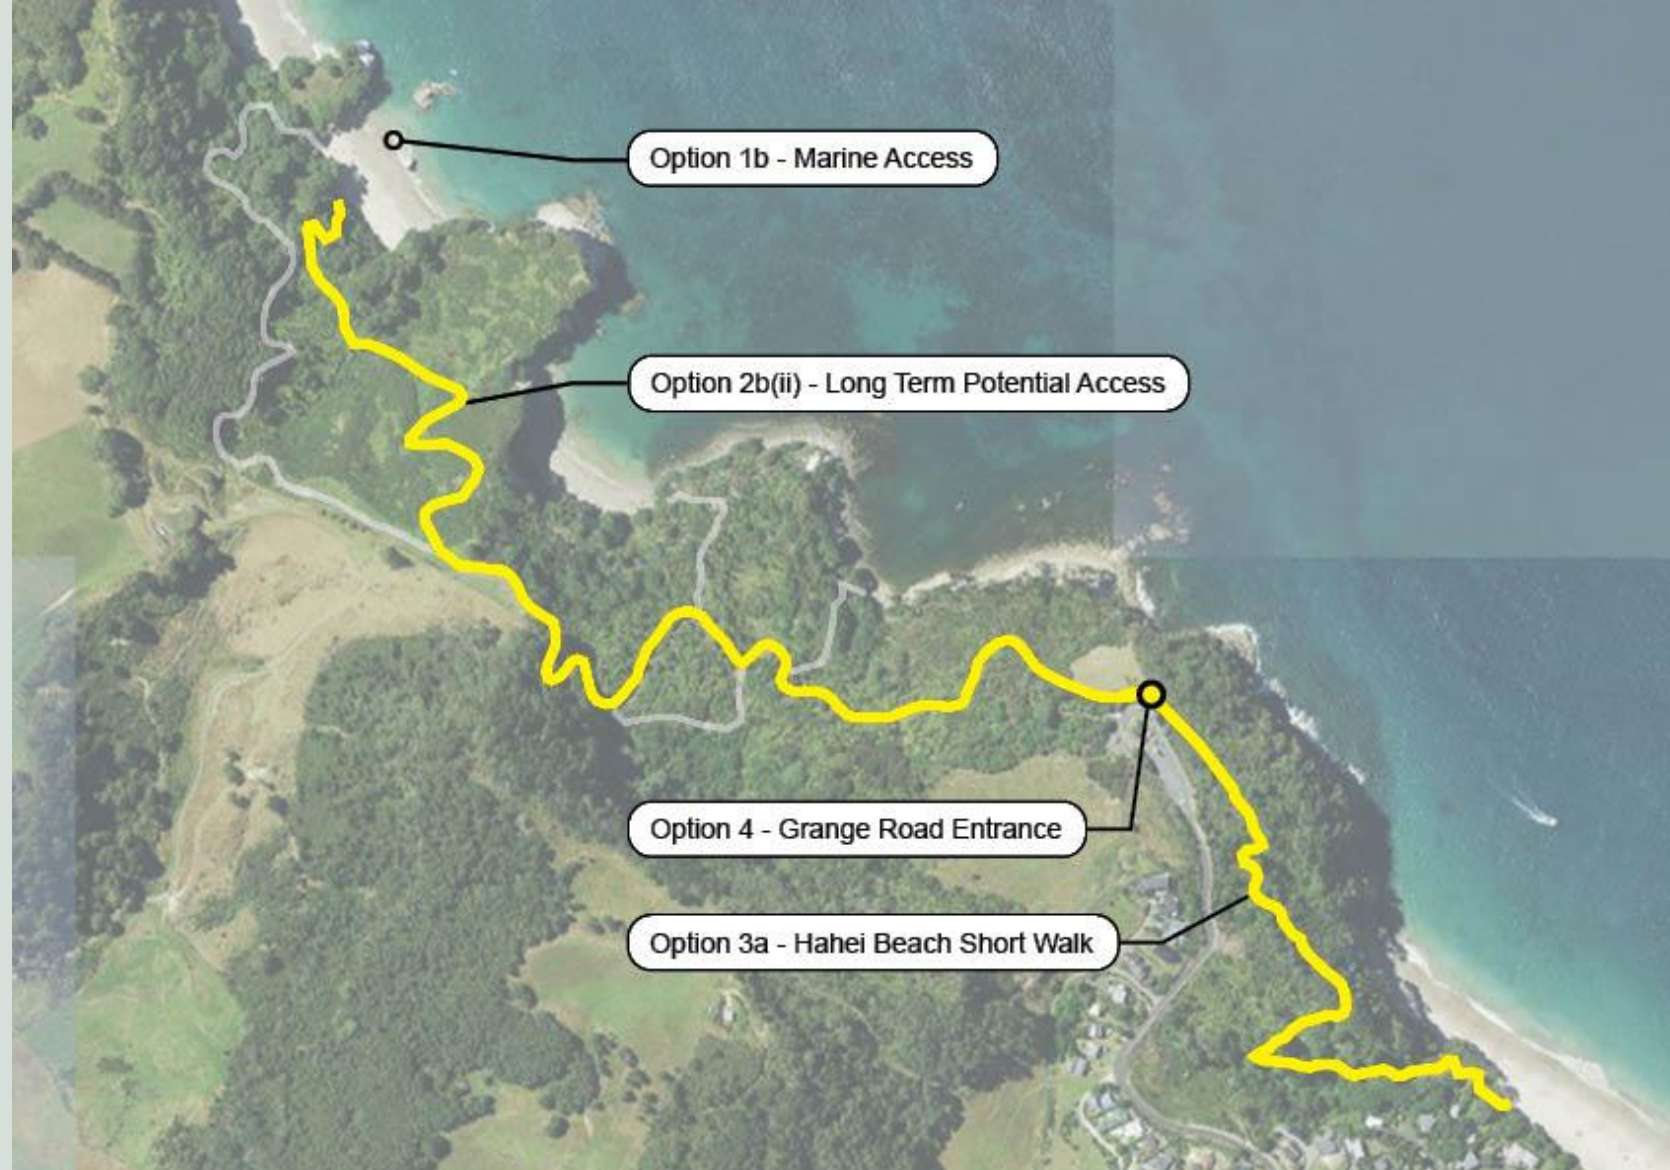 Option 1b - Marine Access
Option 2b(ii) - Long Term Potential Access
Option 4 - Grange Road Entrance
Option 3a - Hahei Beach Short Walk